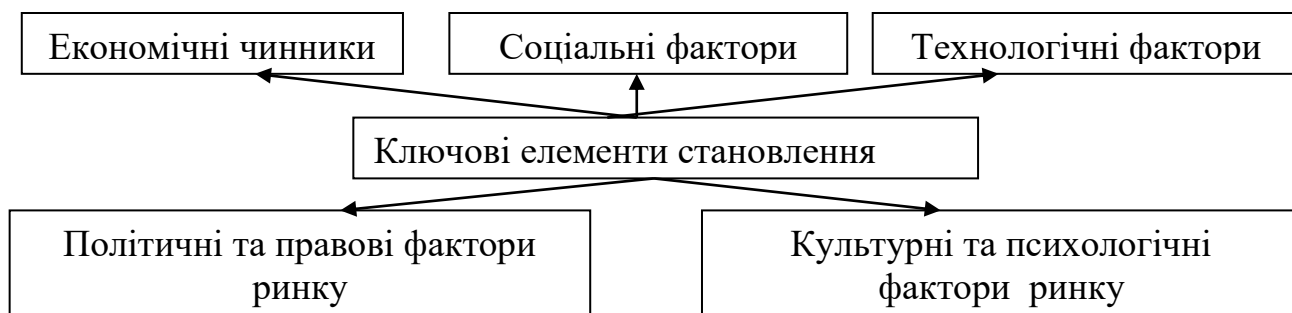 Економічні чинники
Соціальні фактори
Технологічні фактори
Ключові елементи становлення
Політичні та правові фактори
ринку
Культурні та психологічні
фактори ринку